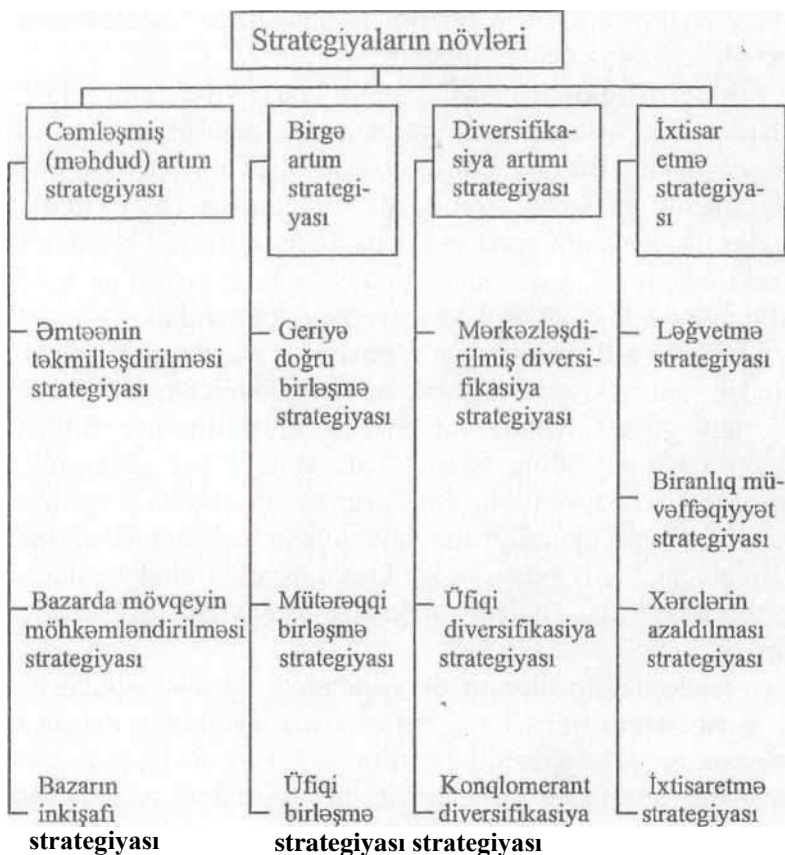 Strategiyaların növləri
Cəmləşmiş
(məhdud) artım
strategiyası
Birgə
artım
strategi-
yası
Diversifika-
siya artımı
strategiyası
İxtisar
etmə
strategiya-
sı
Əmtəənin
təkmilləşdirilməsi
strategiyası
Bazarda mövqeyin
möhkəmləndirilməsi
strategiyası
Bazarın
inkişafi
strategiyası
Geriyə
doğru
birləşmə
strategiyası
Mütərəqqi
birləşmə
strategiyası
Üfiqi
birləşmə
strategiyası strategiyası
Mərkəzləşdi-
rilmiş diversi-
fikasiya
strategiyası
Üfiqi
diversifikasiya
strategiyası
Konqlomerant
diversifikasiya
Ləğvetmə
strategiyası
Biranlıq mü-
vəffəqiyyət
strategiyası
Xərclərin
azaldılması
strategiyası
İxtisaretmə
strategiyası